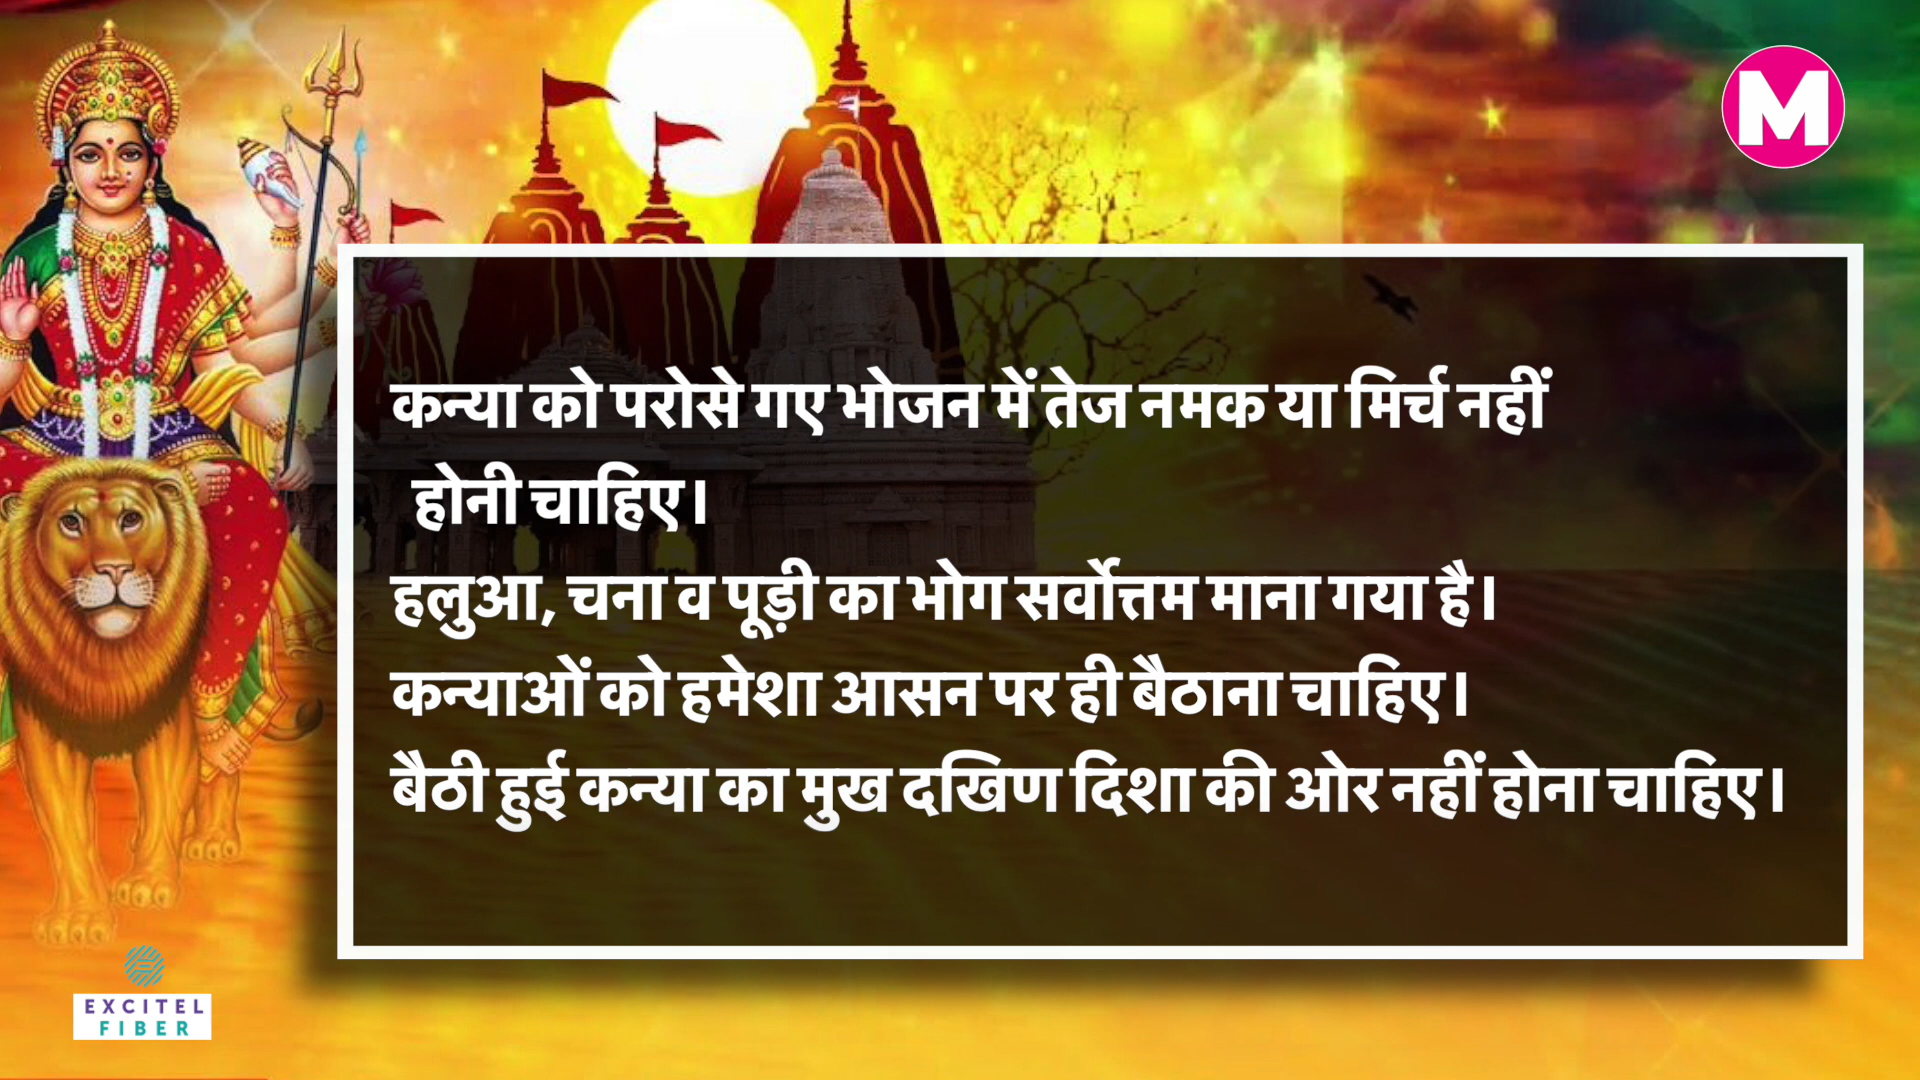 M
कन्या को परोसे गए भोजन में तेज नमक या मिर्च नहीं
होनी चाहिए।
हलुआ, चना व पूड़ी का भोग सर्वोत्तम माना गया है।
कन्याओं को हमेशा आसन पर ही बैठाना चाहिए।
बैठी हुई कन्या का मुख दखिण दिशा की ओर नहीं होना चाहिए।
EXCITEL
FIBER